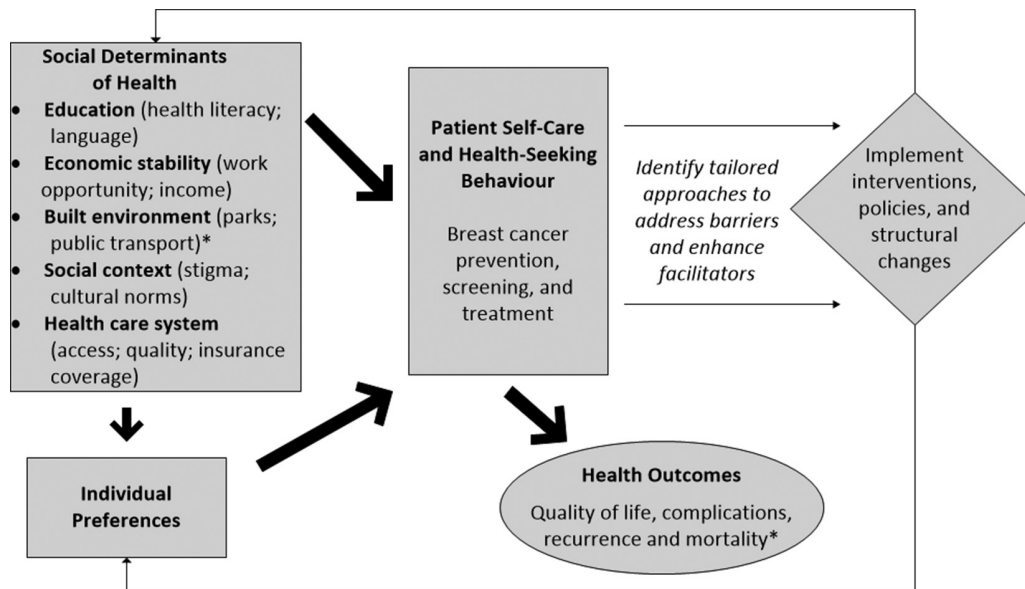 Social Determinants
of Health
• Education (health literacy;
language)
• Economic stability (work
opportunity; income)
• Built environment (parks;
public transport)*
• Social context (stigma;
cultural norms)
• Health care system
(access; quality; insurance
coverage)
Individual
Preferences
Patient Self-Care
and Health-Seeking
Behaviour
Breast cancer
prevention,
screening, and
treatment
Health Outcomes
Quality of life, complications,
recurrence and mortality*
Identify tailored
approaches to
address barriers
and enhance
facilitators
Implement
interventions,
policies, and
structural
changes